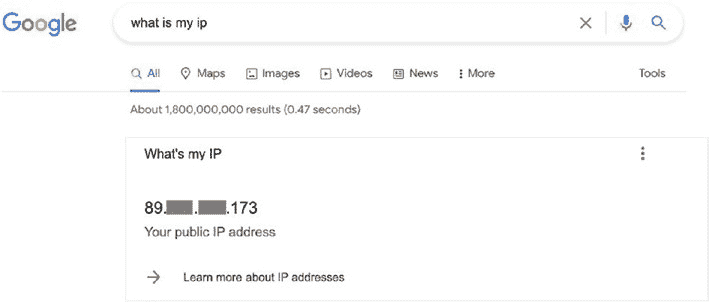 Google
what is my ip
All Maps Images Videos News More Tools
About 1,800,000,000 results (0.47 seconds)
What's my IP
89. . .173
Your public IP address
Learn more about IP addresses